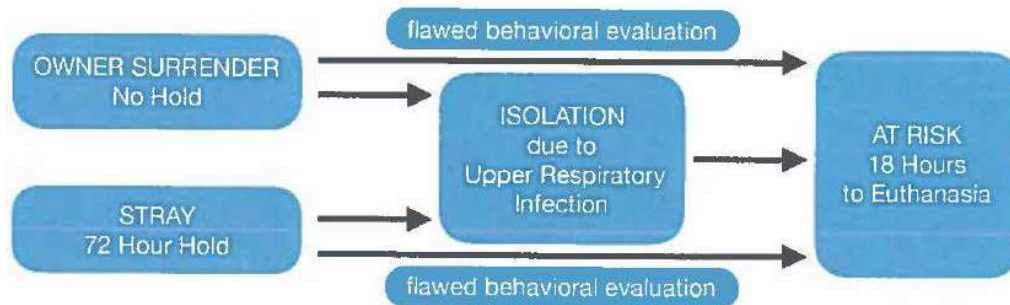 flawed behavioral evaluation
OWNER SURRENDER
No Hold
ISOLATION
due to
Upper Respiratory
Infection
AT RISK
18 Hours
to Euthanasia
STRAY
72 Hour Hold
flawed behavioral evaluation